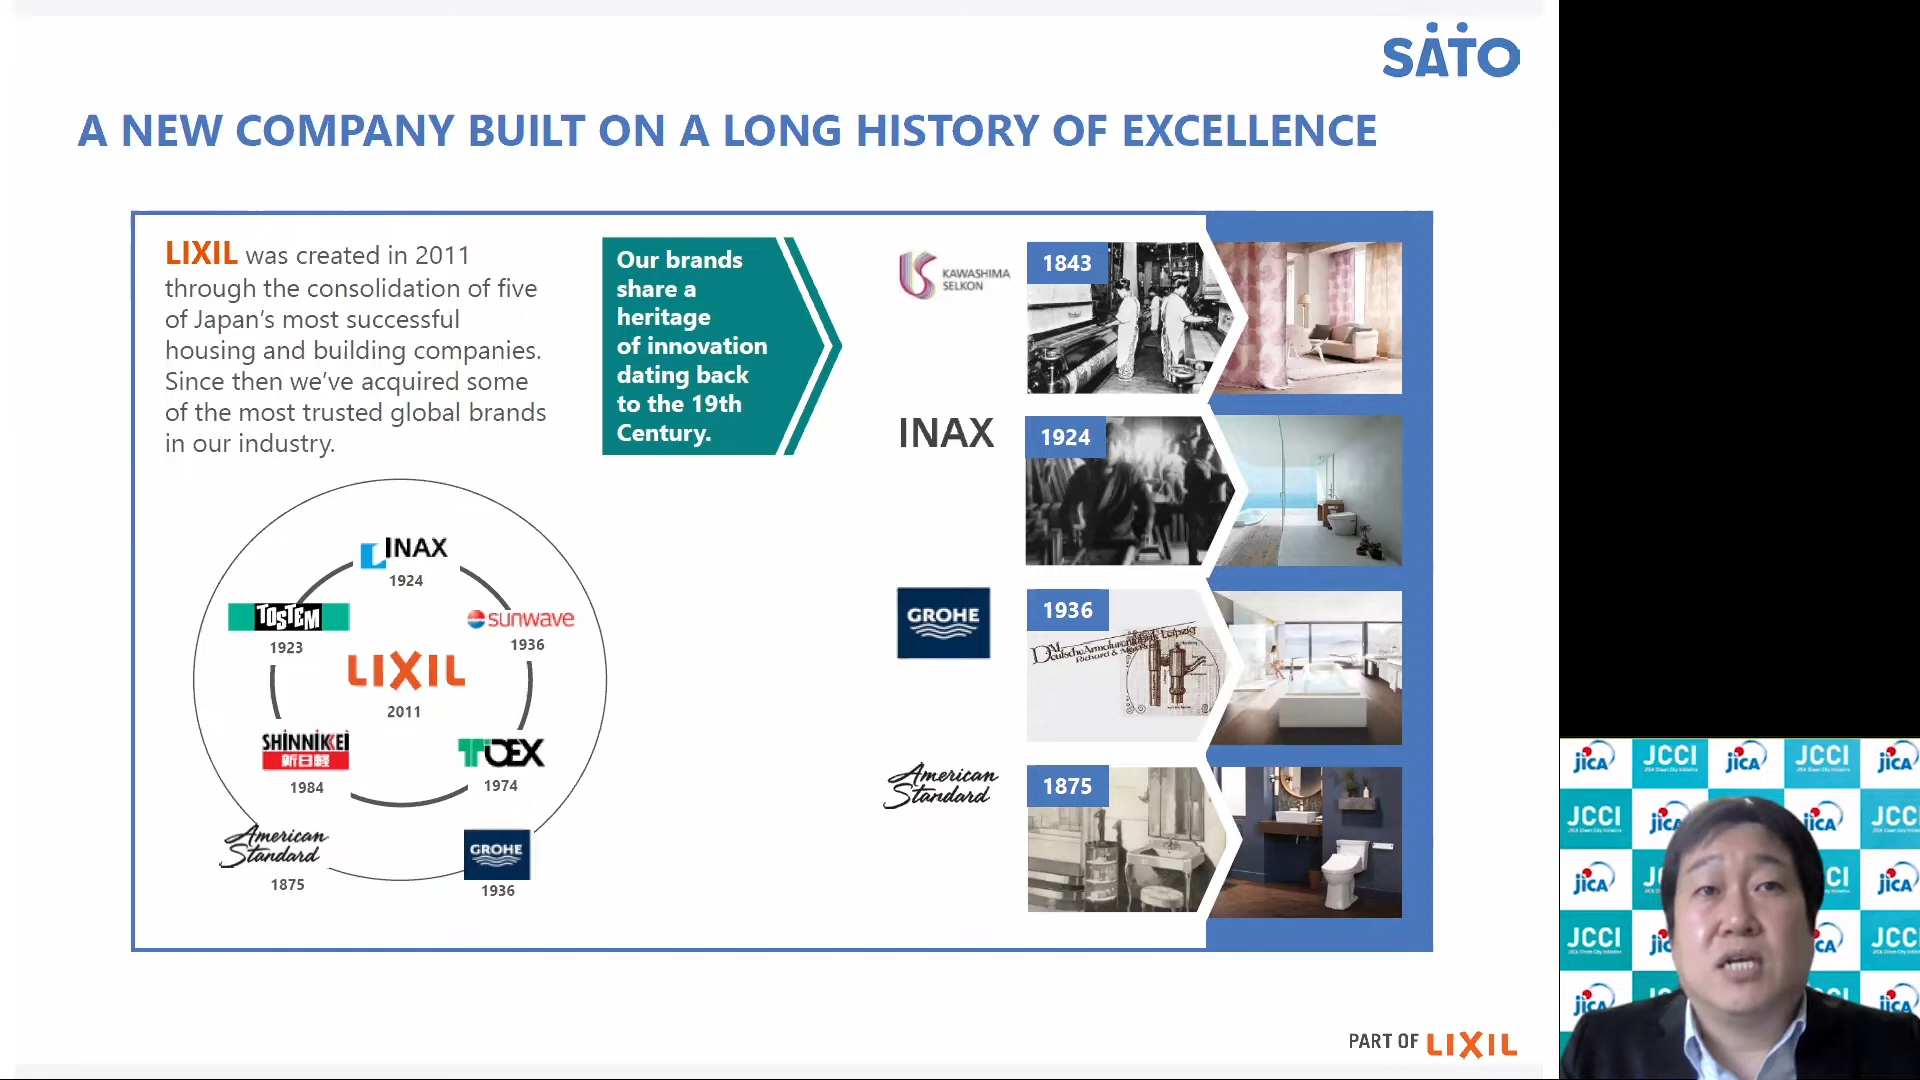 SATO
A NEW COMPANY BUILT ON A LONG HISTORY OF EXCELLENCE
LIXIL was created in 2011
through the consolidation of five
of Japan's most successful
housing and building companies.
Since then we've acquired some
of the most trusted global brands
in our industry.
Our brands
share a
heritage
of innovation
dating back
to the 19th
Century.
INAX
1924
TOSTEM
1923
sunwave
1936
LIXIL
2011
SHINNIKKEI
新日軽
1984
TOEX
1974
American
Standard
1875
GROHE
1936
KAWASHIMA
SELKON
1843
INAX
1924
GROHE
1936
American
Standard
1875
PART OF LIXIL
jICA JCCI jICA JCCI jICA
JCCI jICA jICA JCCI
jICA CI jICA
JCCI JCCI
jICA jICA